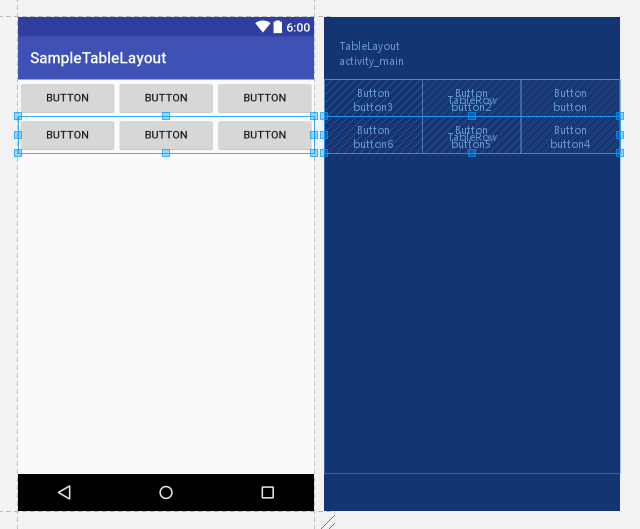 6:00
SampleTableLayout
BUTTON BUTTON BUTTON
BUTTON BUTTON BUTTON
TableLayout
activity_main
Button Button Button
TableRow
button3 button2 button
Button Button Button
TableRow
button6 button5 button4